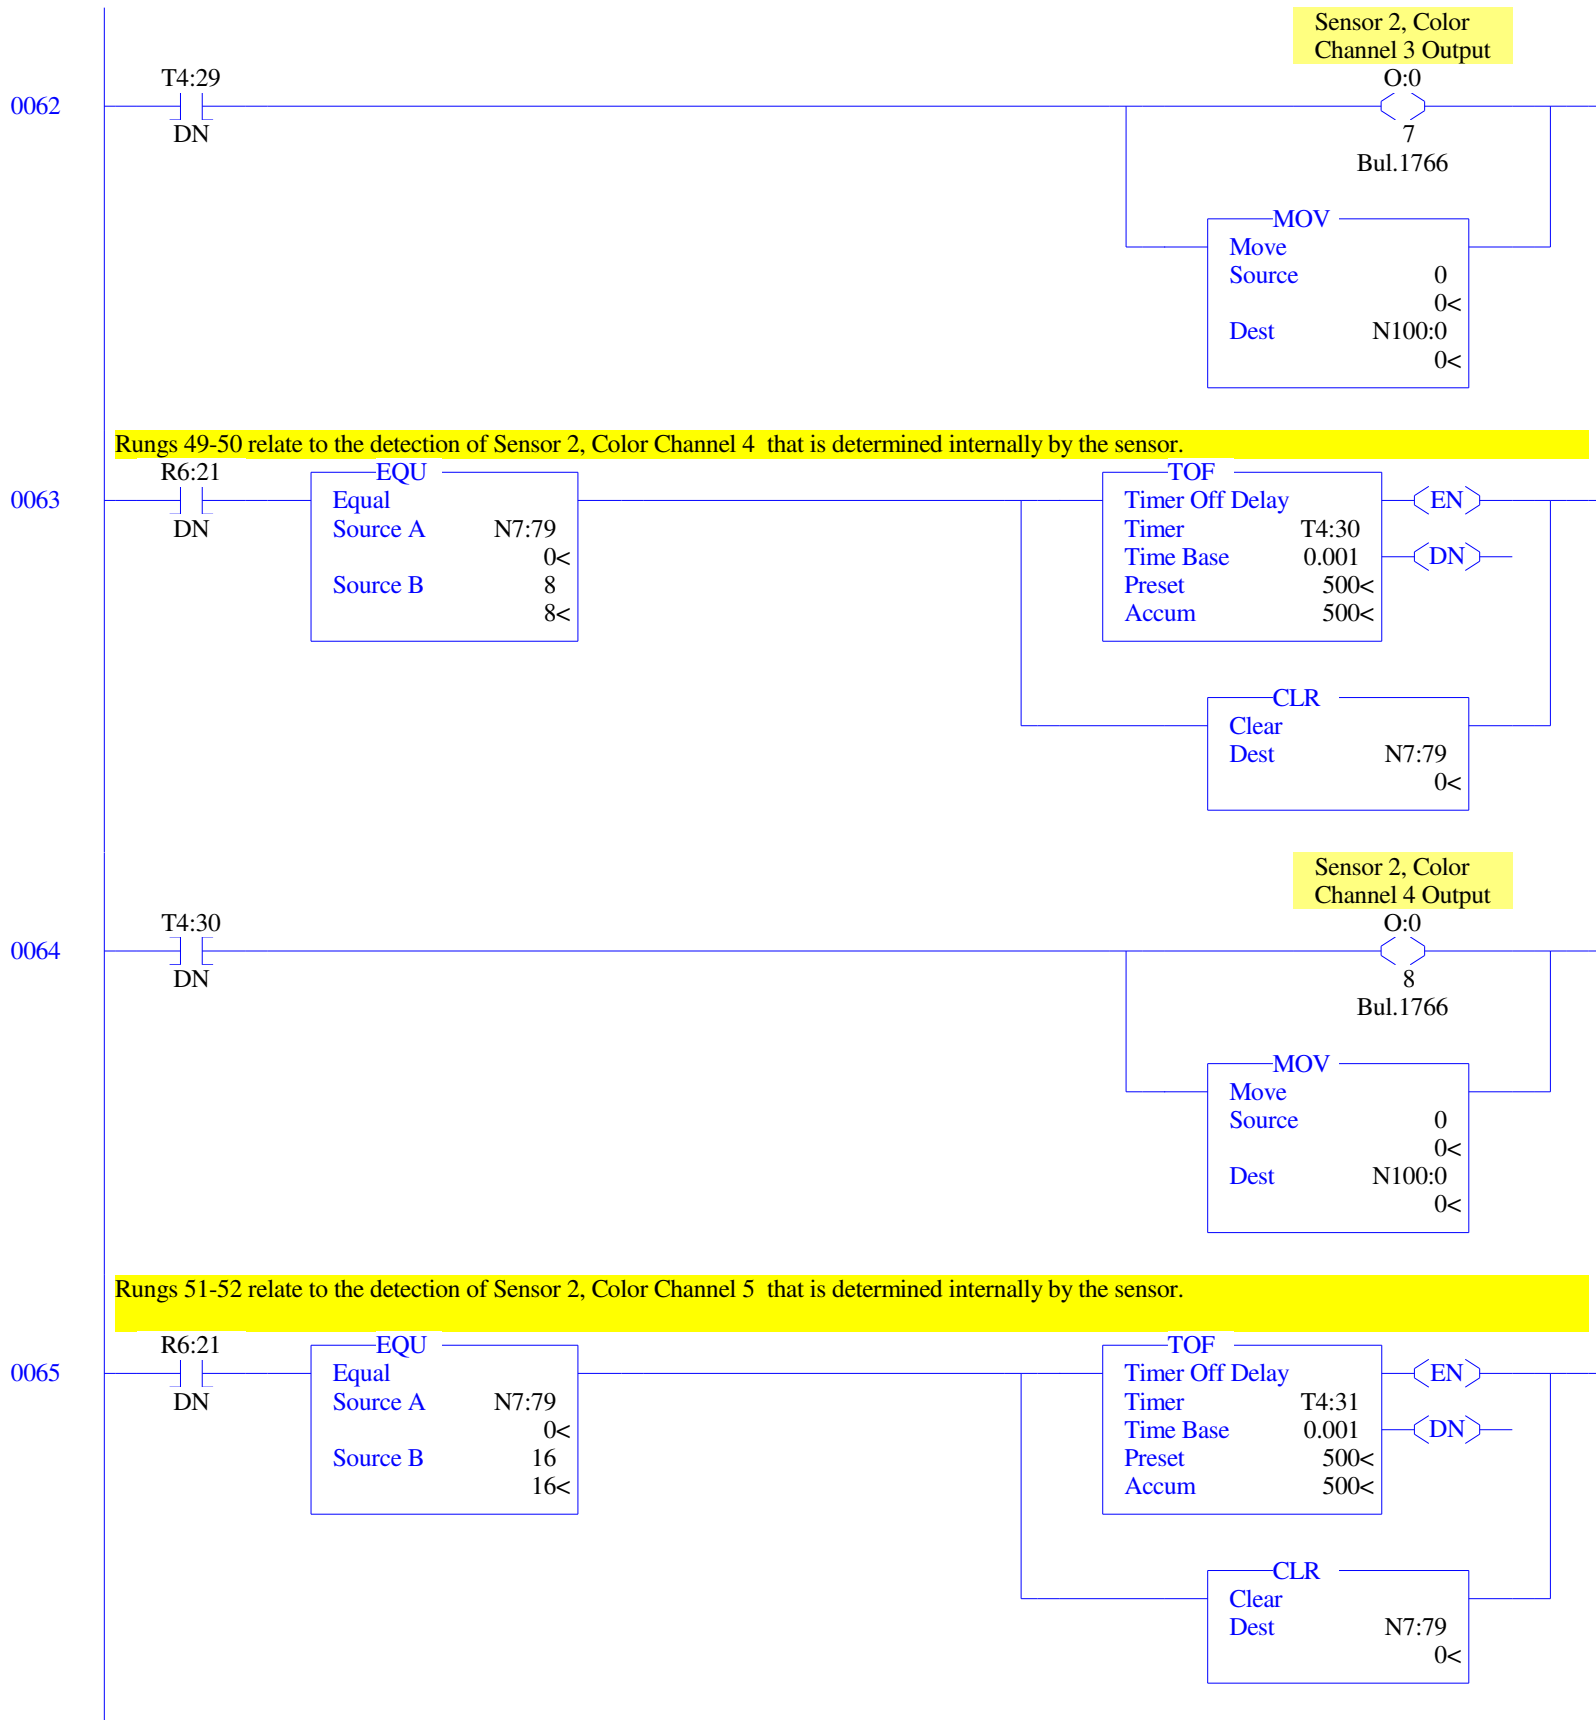 Sensor 2, Color
Channel 3 Output
T4:29
O:0
0062
DN
7
Bul.1766
MOV
Move
Source 0
0<
Dest N100:0
0<
Rungs 49-50 relate to the detection of Sensor 2, Color Channel 4  that is determined internally by the sensor.
R6:21 EQU TOF
0063 Equal Timer Off Delay EN
DN Source A N7:79 Timer T4:30
0< Time Base 0.001 DN
Source B 8 Preset 500<
8< Accum 500<
CLR
Clear
Dest N7:79
0<
Sensor 2, Color
Channel 4 Output
T4:30
O:0
0064
DN
8
Bul.1766
MOV
Move
Source 0
0<
Dest N100:0
0<
Rungs 51-52 relate to the detection of Sensor 2, Color Channel 5  that is determined internally by the sensor.
R6:21 EQU TOF
0065 Equal Timer Off Delay EN
DN Source A N7:79 Timer T4:31
0< Time Base 0.001 DN
Source B 16 Preset 500<
16< Accum 500<
CLR
Clear
Dest N7:79
0<